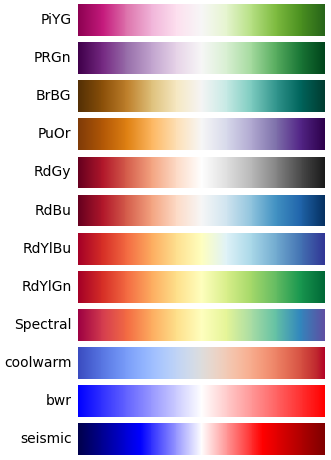 PiYG
PRGn
BrBG
PuOr
RdGy
RdBu
RdYlBu
RdYlGn
Spectral
coolwarm
bwr
seismic